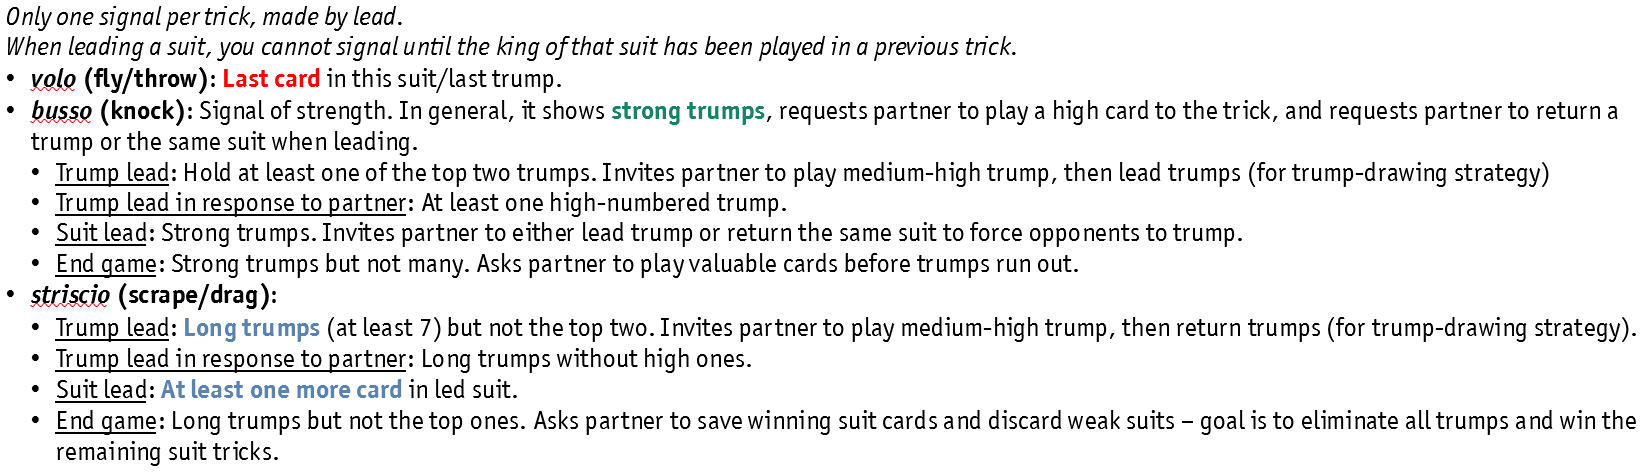 Only one signal per trick, made by lead.
When leading a suit, you cannot signal until the king of that suit has been played in a previous trick.
• volo (fly/throw): Last card in this suit/last trump.
• busso (knock): Signal of strength. In general, it shows strong trumps, requests partner to play a high card to the trick, and requests partner to return a
trump or the same suit when leading.
• Trump lead: Hold at least one of the top two trumps. Invites partner to play medium-high trump, then lead trumps (for trump-drawing strategy)
• Trump lead in response to partner: At least one high-numbered trump.
• Suit lead: Strong trumps. Invites partner to either lead trump or return the same suit to force opponents to trump.
• End game: Strong trumps but not many. Asks partner to play valuable cards before trumps run out.
• striscio (scrape/drag):
• Trump lead: Long trumps (at least 7) but not the top two. Invites partner to play medium-high trump, then return trumps (for trump-drawing strategy).
• Trump lead in response to partner: Long trumps without high ones.
• Suit lead: At least one more card in led suit.
• End game: Long trumps but not the top ones. Asks partner to save winning suit cards and discard weak suits – goal is to eliminate all trumps and win the
remaining suit tricks.